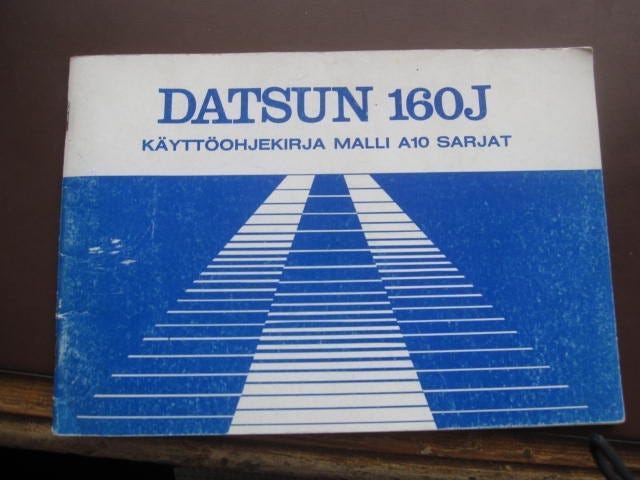 DATSUN 160J
KÄYTTÖOHJEKIRJA MALLI A10 SARJAT